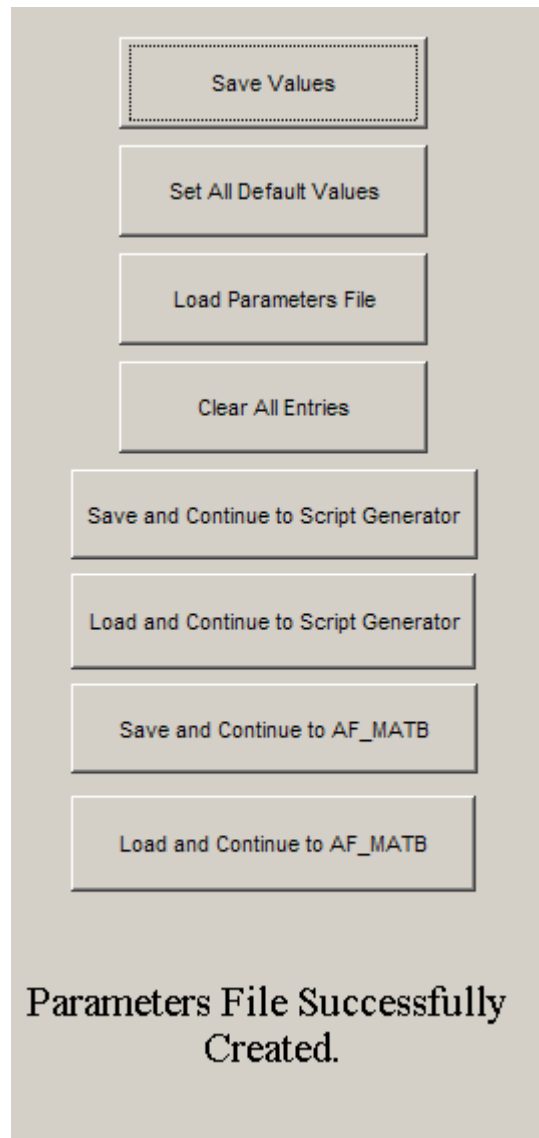 Save Values
Set All Default Values
Load Parameters File
Clear All Entries
Save and Continue to Script Generator
Load and Continue to Script Generator
Save and Continue to AF_MATB
Load and Continue to AF_MATB
Parameters File Successfully
Created.